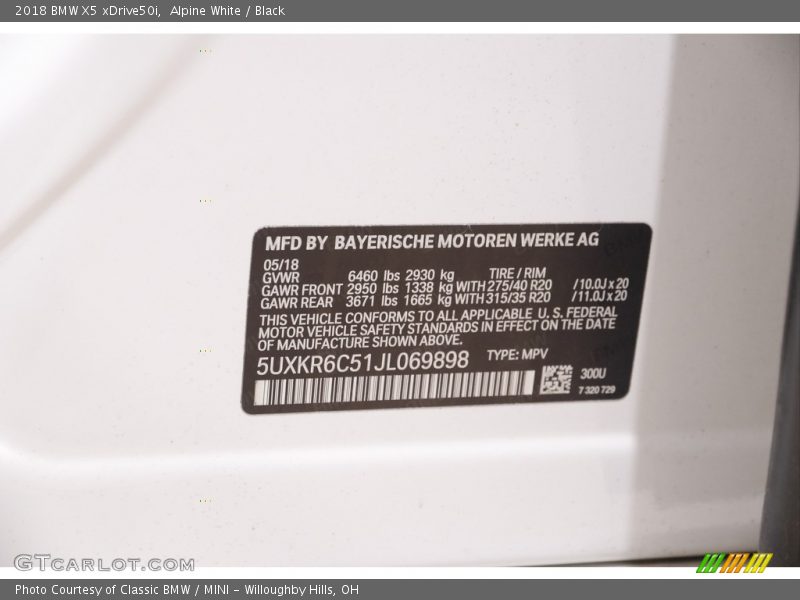 2018 BMW X5 xDrive50i,  Alpine White / Black
MFD BY BAYERISCHE MOTOREN WERKE AG
05/18
GVWR 6460 lbs 2930 kg TIRE / RIM
GAWR FRONT 2950 lbs 1338 kg WITH 275/40 R20 /10.0J x 20
GAWR REAR 3671 lbs 1665 kg WITH 315/35 R20 /11.0J x 20
THIS VEHICLE CONFORMS TO ALL APPLICABLE U. S. FEDERAL
MOTOR VEHICLE SAFETY STANDARDS IN EFFECT ON THE DATE
OF MANUFACTURE SHOWN ABOVE.
5UXKR6C51JL069898 TYPE: MPV
300U
7 320 729
GTcarlot.com
Photo Courtesy of Classic BMW / MINI - Willoughby Hills, OH